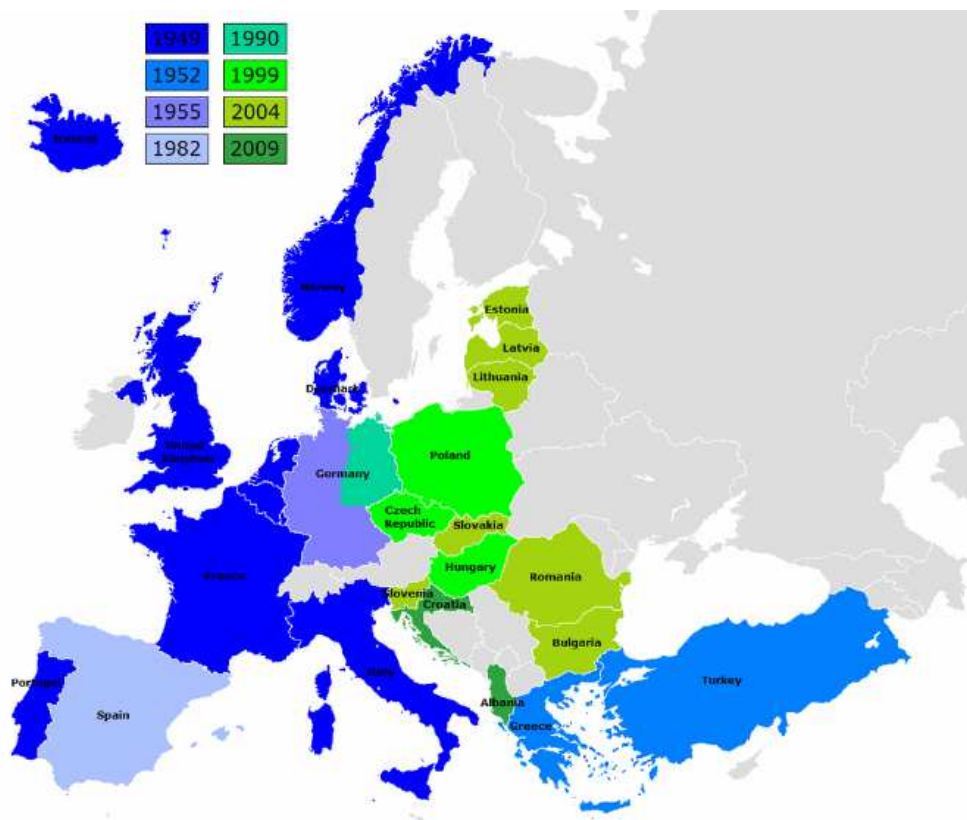 1949 1990
1952 1999
1955 2004
1982 2009
Iceland
Norway
Estonia
Latvia
Lithuania
Denmark
United
Kingdom
Germany
Poland
Czech
Republic
Slovakia
France
Hungary
Romania
Slovenia
Croatia
Bulgaria
Italy
Portugal
Spain
Albania
Greece
Turkey